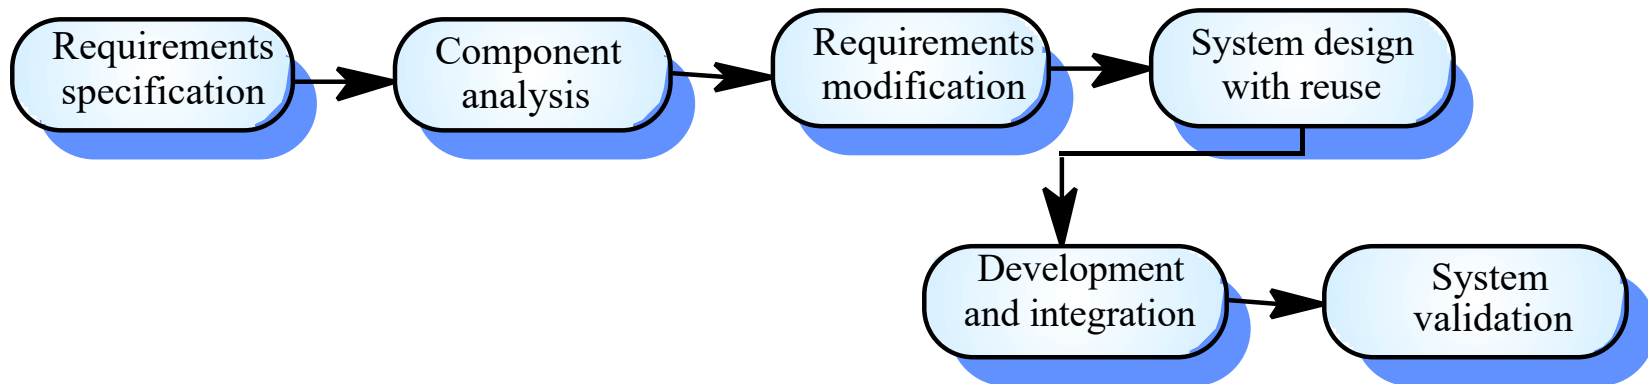 Requirements
specification
Component
analysis
Requirements
modification
System design
with reuse
Development
and integration
System
validation